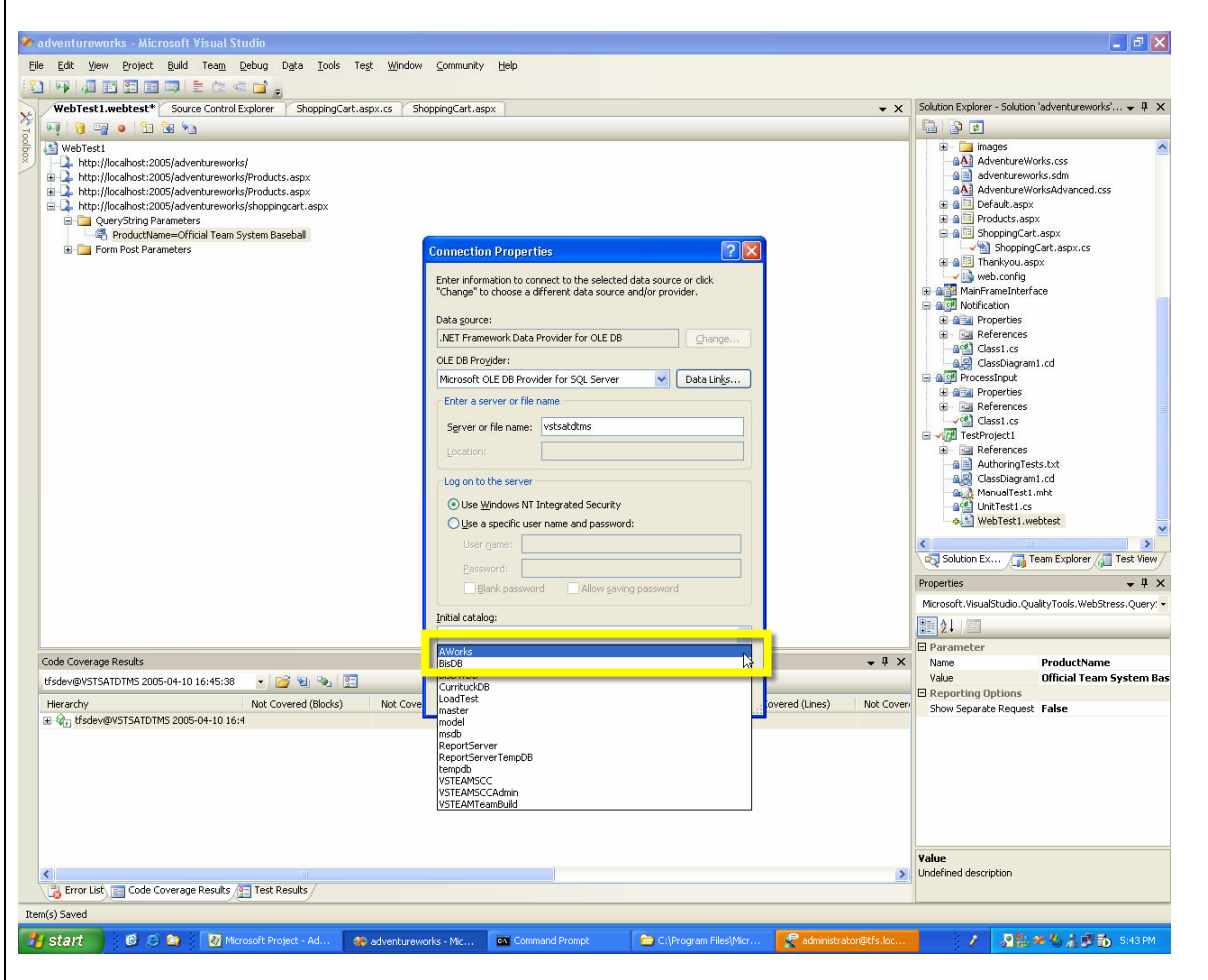 adventureworks - Microsoft Visual Studio
File Edit View Project Build Team Debug Data Tools Test Window Community Help
WebTest1.webtest* Source Control Explorer ShoppingCart.aspx.cs ShoppingCart.aspx
Toolbox
WebTest1
http://localhost:2005/adventureworks/
http://localhost:2005/adventureworks/Products.aspx
http://localhost:2005/adventureworks/Products.aspx
http://localhost:2005/adventureworks/shoppingcart.aspx
QueryString Parameters
ProductName=Official Team System Baseball
Form Post Parameters
Connection Properties
Enter information to connect to the selected data source or click
"Change" to choose a different data source and/or provider.
Data source:
.NET Framework Data Provider for OLE DB Change...
OLE DB Provider:
Microsoft OLE DB Provider for SQL Server Data Links...
Enter a server or file name
Server or file name: vstsatdtms
Location:
Log on to the server
Use Windows NT Integrated Security
Use a specific user name and password:
User name:
Password:
Blank password Allow saving password
Initial catalog:
AWorks
BisDB
CurrituckDB
LoadTest
master
model
msdb
ReportServer
ReportServerTempDB
tempdb
VSTEAMSCC
VSTEAMSCCAdmin
VSTEAMTeamBuild
Solution Explorer - Solution 'adventureworks'...
images
AdventureWorks.css
adventureworks.sdm
AdventureWorksAdvanced.css
Default.aspx
Products.aspx
ShoppingCart.aspx
ShoppingCart.aspx.cs
Thankyou.aspx
web.config
MainFrameInterface
Notification
Properties
References
Class1.cs
ClassDiagram1.cd
ProcessInput
Properties
References
Class1.cs
TestProject1
References
AuthoringTests.txt
ClassDiagram1.cd
ManualTest1.mht
UnitTest1.cs
WebTest1.webtest
Solution Ex... Team Explorer Test View
Properties
Microsoft.VisualStudio.QualityTools.WebStress.Query
Parameter
Name ProductName
Value Official Team System Bas
Reporting Options
Show Separate Request False
Value
Undefined description
Code Coverage Results
tfsdev@VSTSATDTMS 2005-04-10 16:45:38
Hierarchy Not Covered (Blocks) Not Cove overed (Lines) Not Cover
tfsdev@VSTSATDTMS 2005-04-10 16:4
Error List Code Coverage Results Test Results
Item(s) Saved
start Microsoft Project - Ad... adventureworks - Mic... Command Prompt C:\Program Files\Micr... administrator@tfs.loc... 5:43 PM